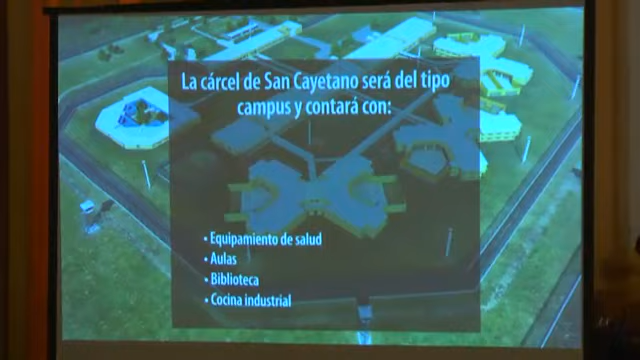 La cárcel de San Cayetano será del tipo
campus y contará con:
• Equipamiento de salud
• Aulas
• Biblioteca
• Cocina industrial